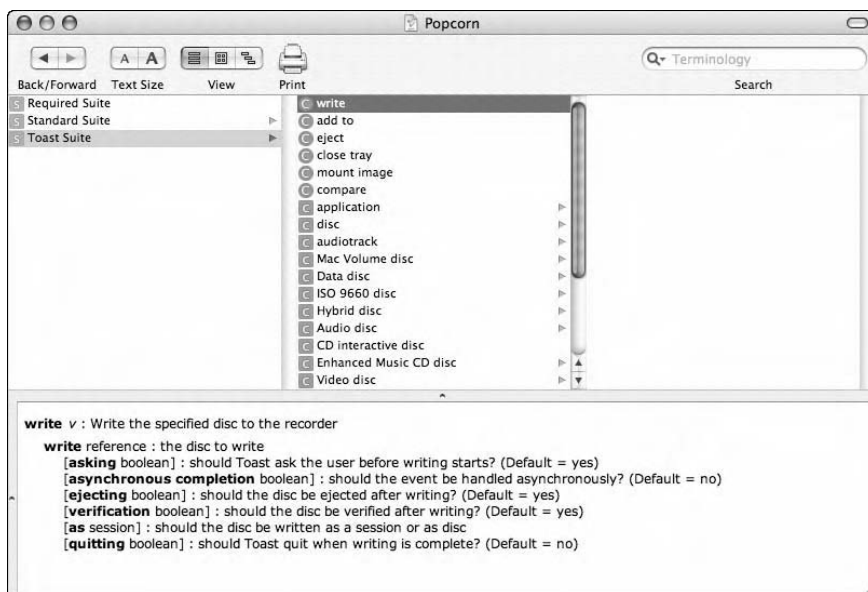 Popcorn
A A
Terminology
Back/Forward Text Size View Print Search
S Required Suite
S Standard Suite
S Toast Suite
C write
C add to
C eject
C close tray
C mount image
C compare
C application
C disc
C audiotrack
C Mac Volume disc
C Data disc
C ISO 9660 disc
C Hybrid disc
C Audio disc
C CD interactive disc
C Enhanced Music CD disc
C Video disc
write v : Write the specified disc to the recorder
write reference : the disc to write
[asking boolean] : should Toast ask the user before writing starts? (Default = yes)
[asynchronous completion boolean] : should the event be handled asynchronously? (Default = no)
[ejecting boolean] : should the disc be ejected after writing? (Default = yes)
[verification boolean] : should the disc be verified after writing? (Default = yes)
[as session] : should the disc be written as a session or as disc
[quitting boolean] : should Toast quit when writing is complete? (Default = no)